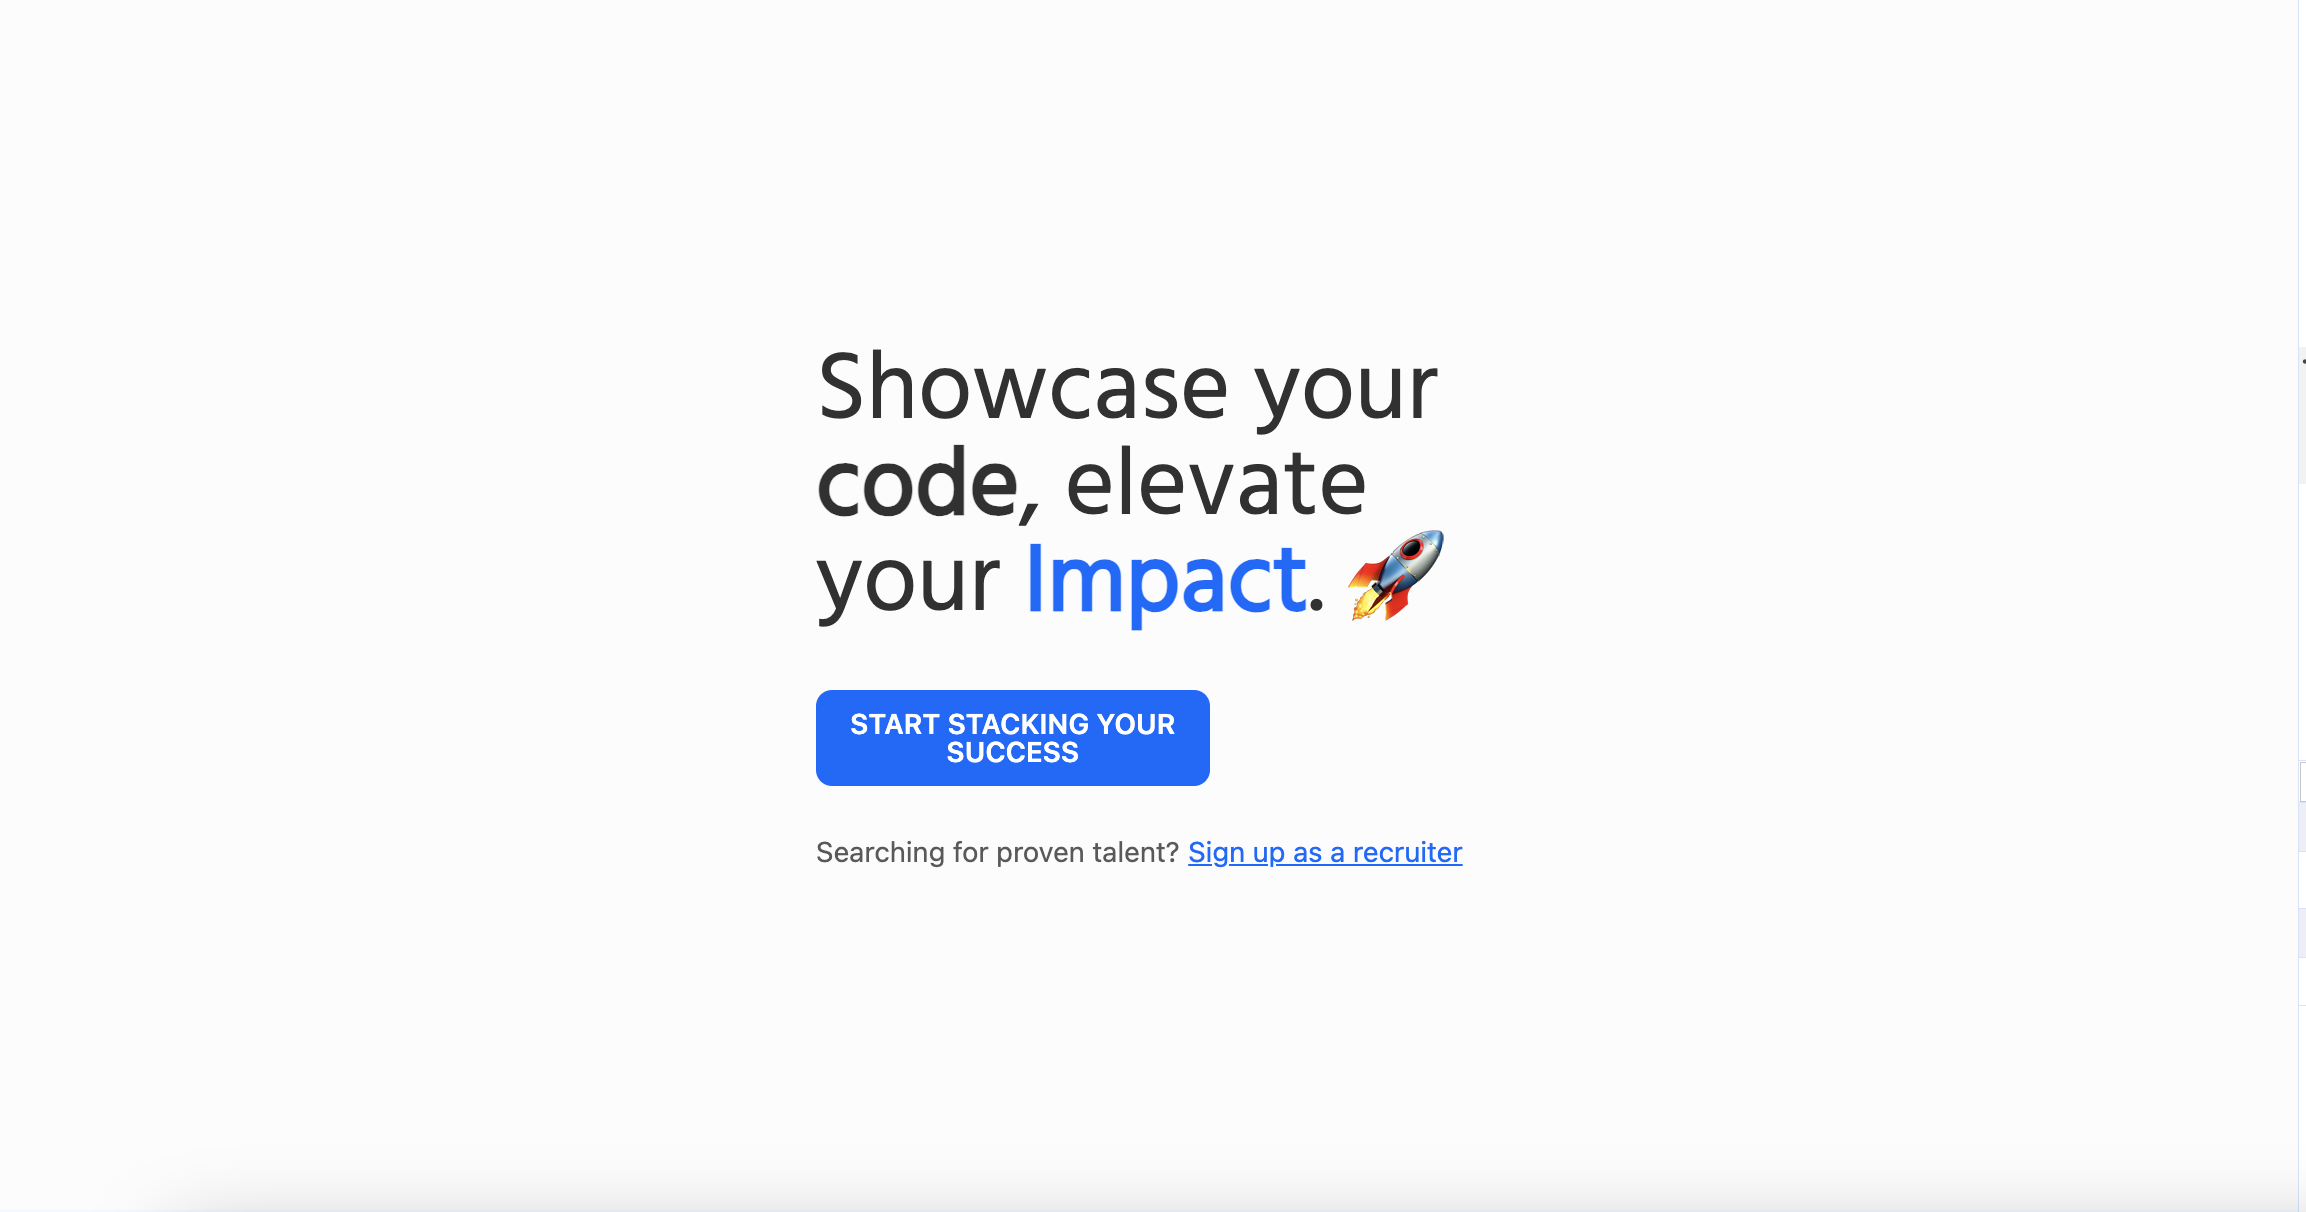 Showcase your
code, elevate
your Impact. 🚀
START STACKING YOUR
SUCCESS
Searching for proven talent? Sign up as a recruiter